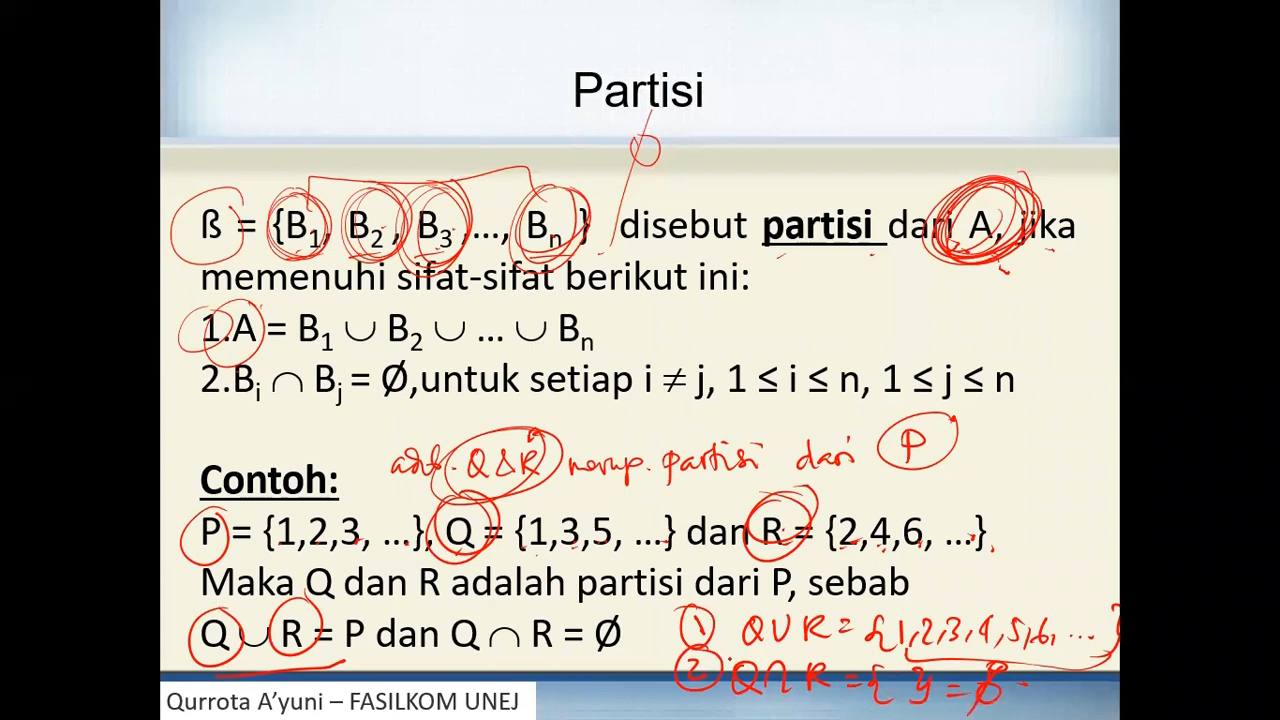 Partisi
ß = {B₁, B₂ , B₃ ,..., Bₙ } disebut partisi dari A, jika
memenuhi sifat-sifat berikut ini:
1.A = B₁ ∪ B₂ ∪ ... ∪ Bₙ
2.Bᵢ ∩ Bⱼ = Ø,untuk setiap i ≠ j, 1 ≤ i ≤ n, 1 ≤ j ≤ n
Q Δ R merup. partisi dari P
Contoh:
P = {1,2,3, ...}, Q = {1,3,5, ...} dan R = {2,4,6, ...}
Maka Q dan R adalah partisi dari P, sebab
Q ∪ R = P dan Q ∩ R = Ø
1 Q ∪ R = {1,2,3,4,5,6, ... }
2 Q ∩ R = { } = Ø
Qurrota A'yuni – FASILKOM UNEJ